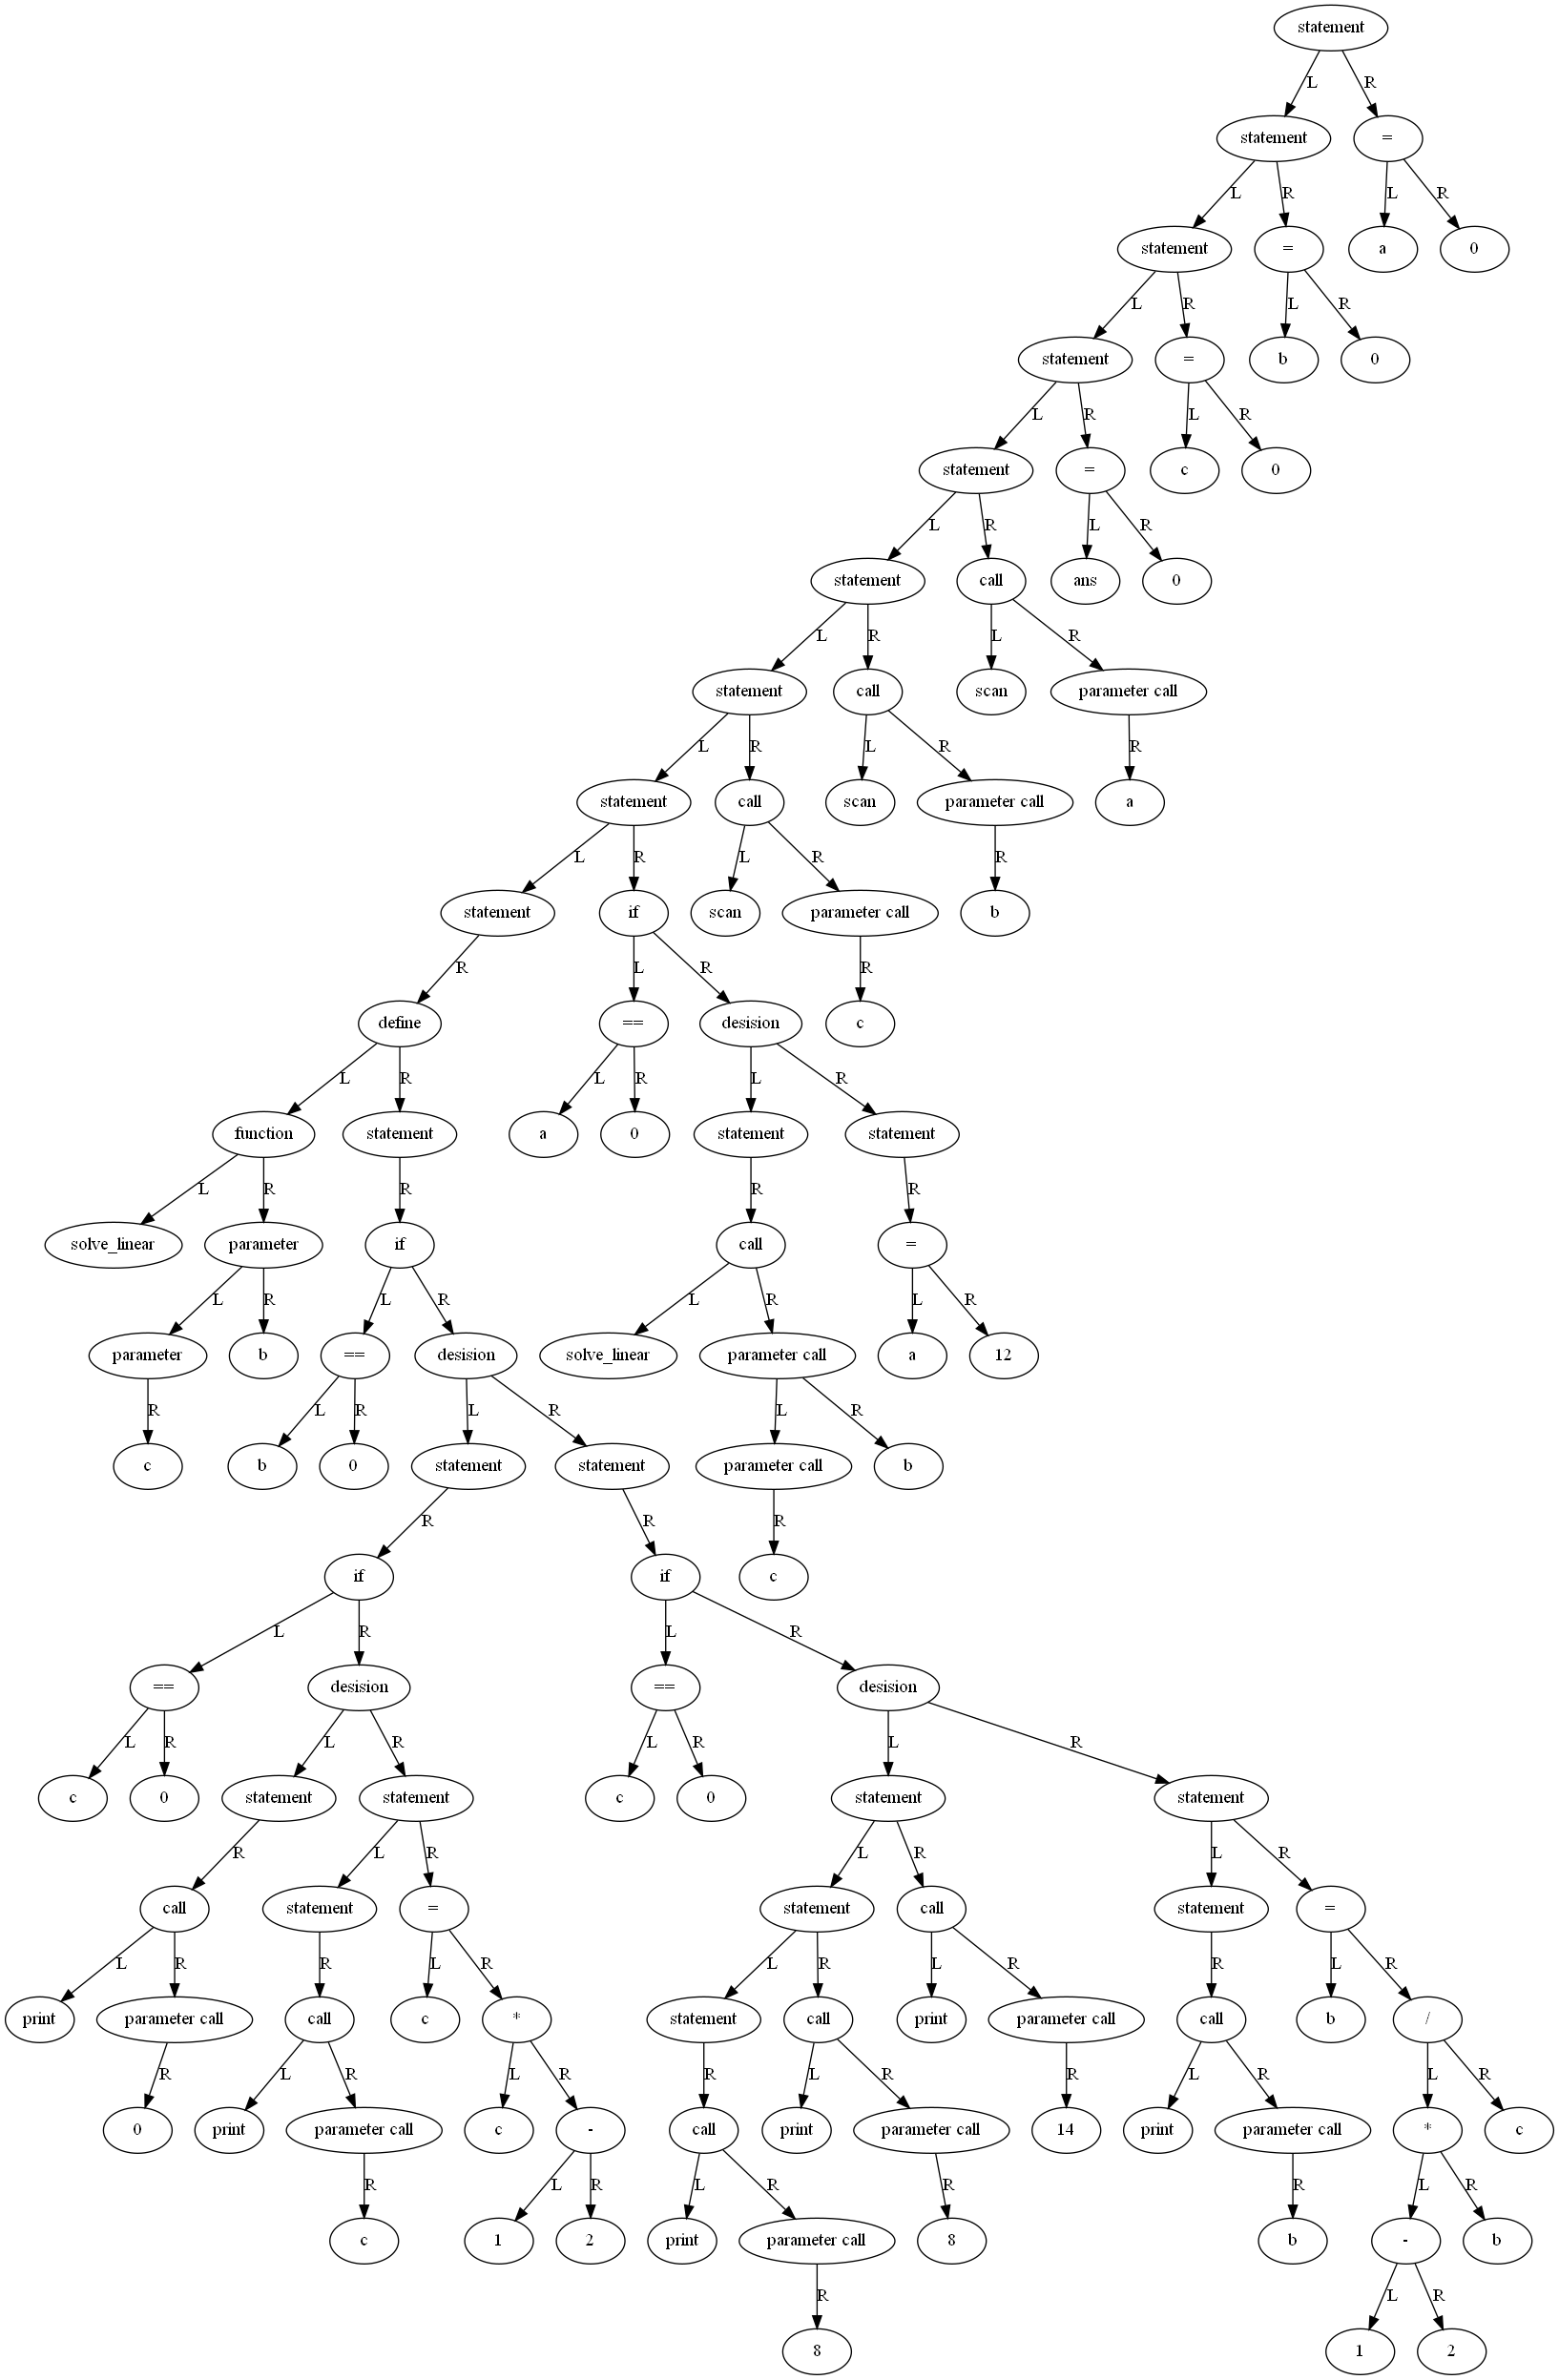 statement
L R
statement =
L R L R
statement = a 0
L R L R
statement = b 0
L R L R
statement = c 0
L R L R
statement call ans 0
L R L R
statement call scan parameter call
L R L R R
statement call scan parameter call a
L R L R R
statement if scan parameter call b
R L R R
define == desision c
L R L R L R
function statement a 0 statement statement
L R R R R
solve_linear parameter if call =
L R L R L R L R
parameter b == desision solve_linear parameter call a 12
R L R L R L R
c b 0 statement statement parameter call b
R R R
if if c
L R L R
== desision == desision
L R L R L R L R
c 0 statement statement c 0 statement statement
R L R L R L R
call statement = statement call statement =
L R R L R L R L R R L R
print parameter call call c * statement call print parameter call call b /
R L R L R R L R R L R L R
0 print parameter call c - call print parameter call 14 print parameter call * c
R L R L R R R L R
c 1 2 print parameter call 8 b - b
R L R
8 1 2